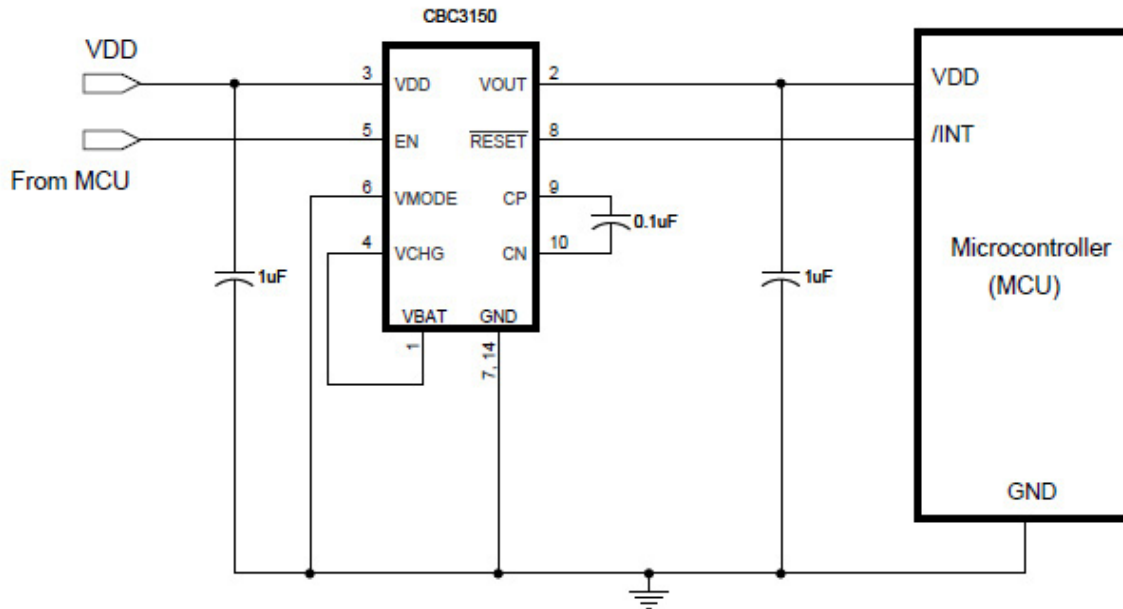 CBC3150
VDD
3
VDD
VOUT
2
VDD
From MCU
5
EN
RESET
8
/INT
6
VMODE
CP
9
0.1uF
4
VCHG
CN
10
1uF
1uF
Microcontroller
(MCU)
VBAT
GND
1
7, 14
GND